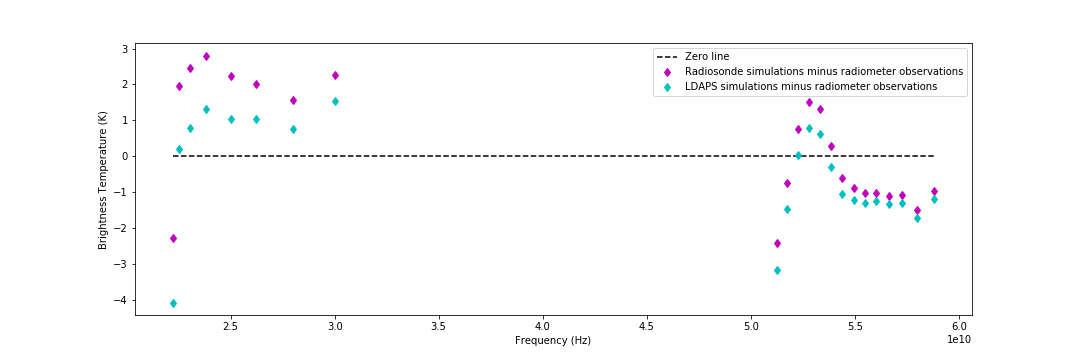 Zero line
Radiosonde simulations minus radiometer observations
LDAPS simulations minus radiometer observations
Brightness Temperature (K)
3
2
1
0
−1
−2
−3
−4
2.5 3.0 3.5 4.0 4.5 5.0 5.5 6.0
1e10
Frequency (Hz)